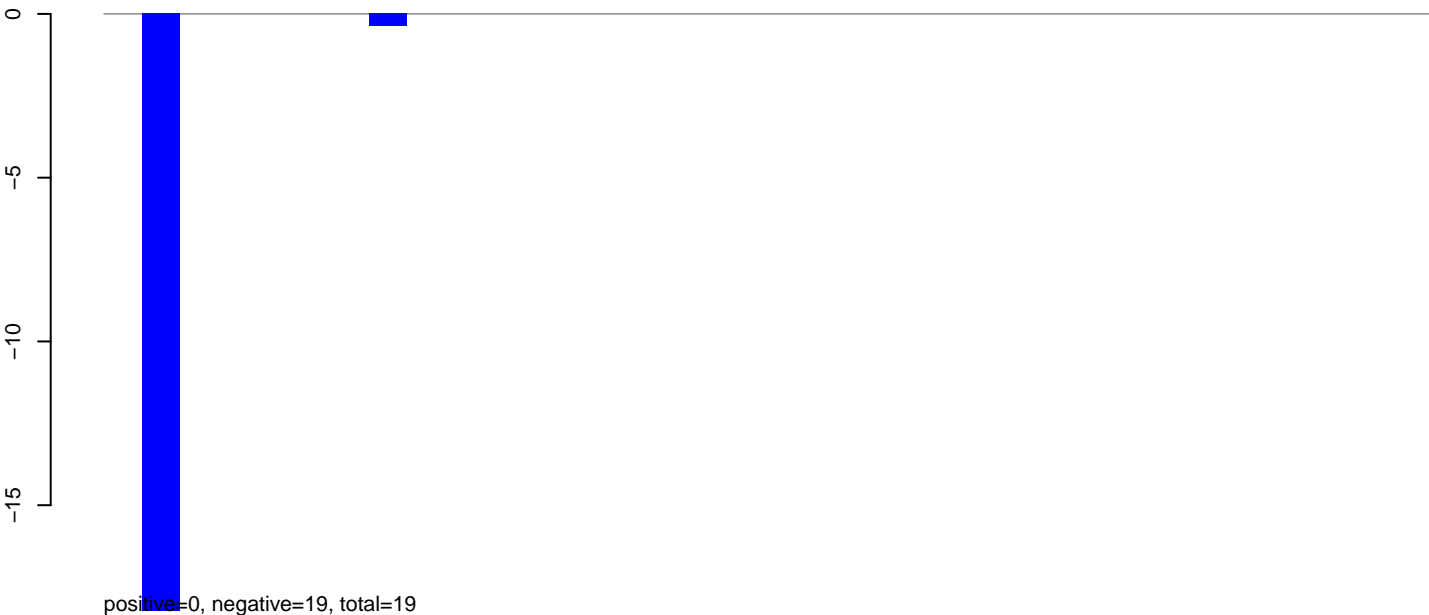 0
−5
−10
−15
positive=0, negative=19, total=19